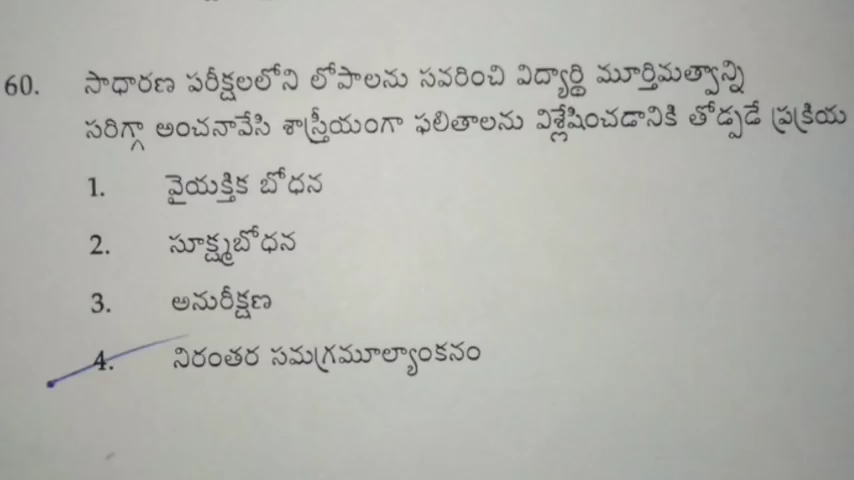 60. సాధారణ పరీక్షలలోని లోపాలను సవరించి విద్యార్థి మూర్తిమత్వాన్ని
సరిగ్గా అంచనావేసి శాస్త్రీయంగా ఫలితాలను విశ్లేషించడానికి తోడ్పడే ప్రక్రియ
1. వైయక్తిక బోధన
2. సూక్ష్మబోధన
3. అనురీక్షణ
4. నిరంతర సమగ్రమూల్యాంకనం